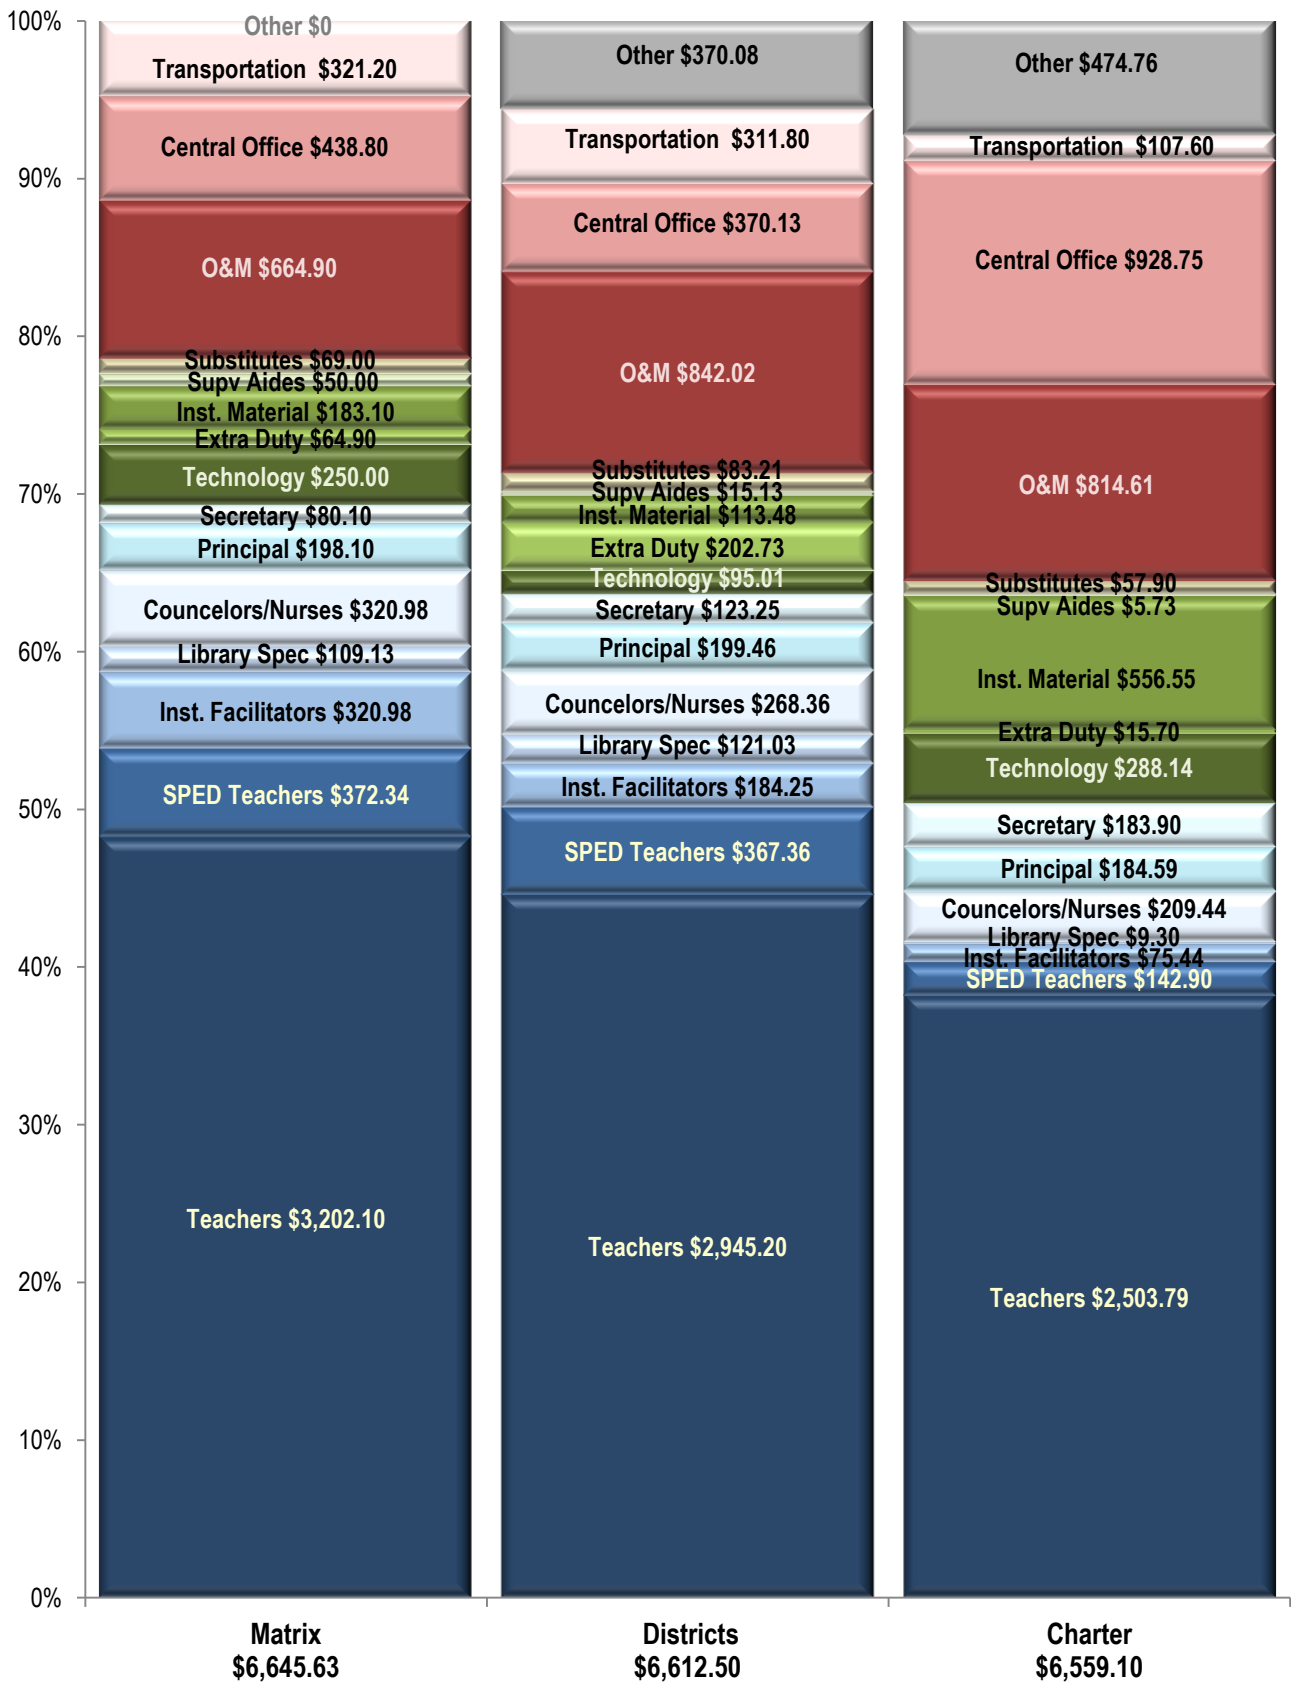 100%
90%
80%
70%
60%
50%
40%
30%
20%
10%
0%
Other $0
Transportation $321.20
Central Office $438.80
O&M $664.90
Substitutes $69.00
Supv Aides $50.00
Inst. Material $183.10
Extra Duty $64.90
Technology $250.00
Secretary $80.10
Principal $198.10
Councelors/Nurses $320.98
Library Spec $109.13
Inst. Facilitators $320.98
SPED Teachers $372.34
Teachers $3,202.10
Matrix
$6,645.63
Other $370.08
Transportation $311.80
Central Office $370.13
O&M $842.02
Substitutes $83.21
Supv Aides $15.13
Inst. Material $113.48
Extra Duty $202.73
Technology $95.01
Secretary $123.25
Principal $199.46
Councelors/Nurses $268.36
Library Spec $121.03
Inst. Facilitators $184.25
SPED Teachers $367.36
Teachers $2,945.20
Districts
$6,612.50
Other $474.76
Transportation $107.60
Central Office $928.75
O&M $814.61
Substitutes $57.90
Supv Aides $5.73
Inst. Material $556.55
Extra Duty $15.70
Technology $288.14
Secretary $183.90
Principal $184.59
Councelors/Nurses $209.44
Library Spec $9.30
Inst. Facilitators $75.44
SPED Teachers $142.90
Teachers $2,503.79
Charter
$6,559.10